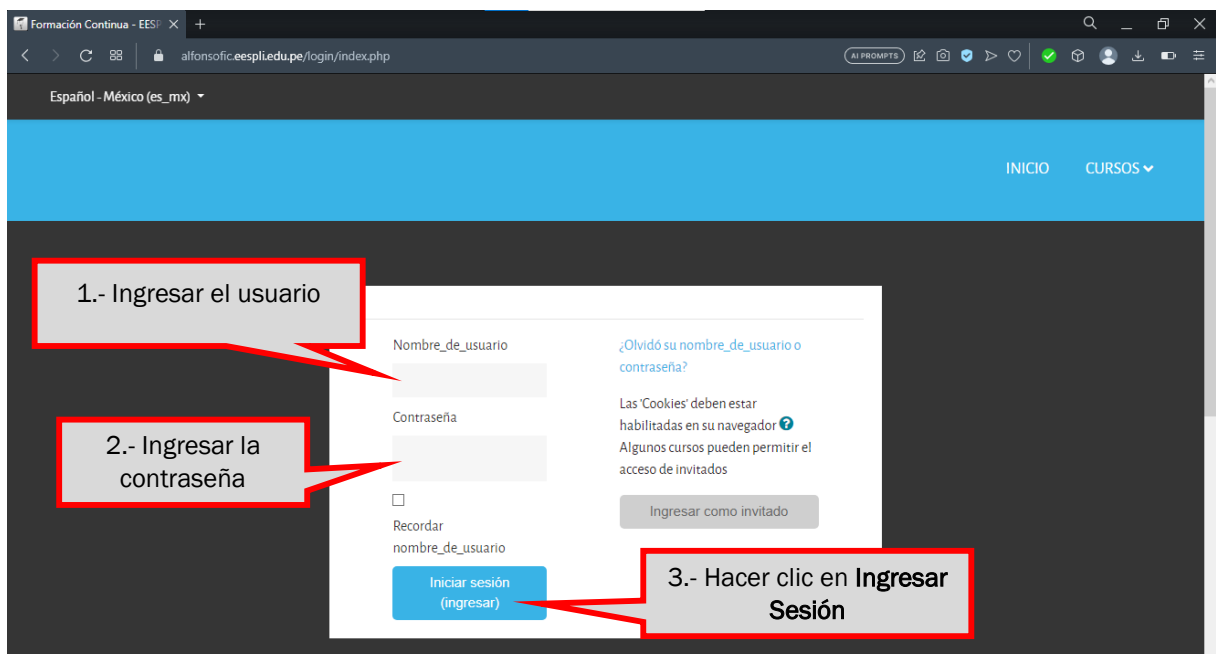 Formación Continua - EESP
alfonsofic.eespli.edu.pe/login/index.php
AI PROMPTS
Español - México (es_mx)
INICIO
CURSOS
1.- Ingresar el usuario
Nombre_de_usuario
¿Olvidó su nombre_de_usuario o
contraseña?
Contraseña
Las 'Cookies' deben estar
habilitadas en su navegador
Algunos cursos pueden permitir el
acceso de invitados
2.- Ingresar la
contraseña
Ingresar como invitado
Recordar
nombre_de_usuario
Iniciar sesión
(ingresar)
3.- Hacer clic en Ingresar
Sesión